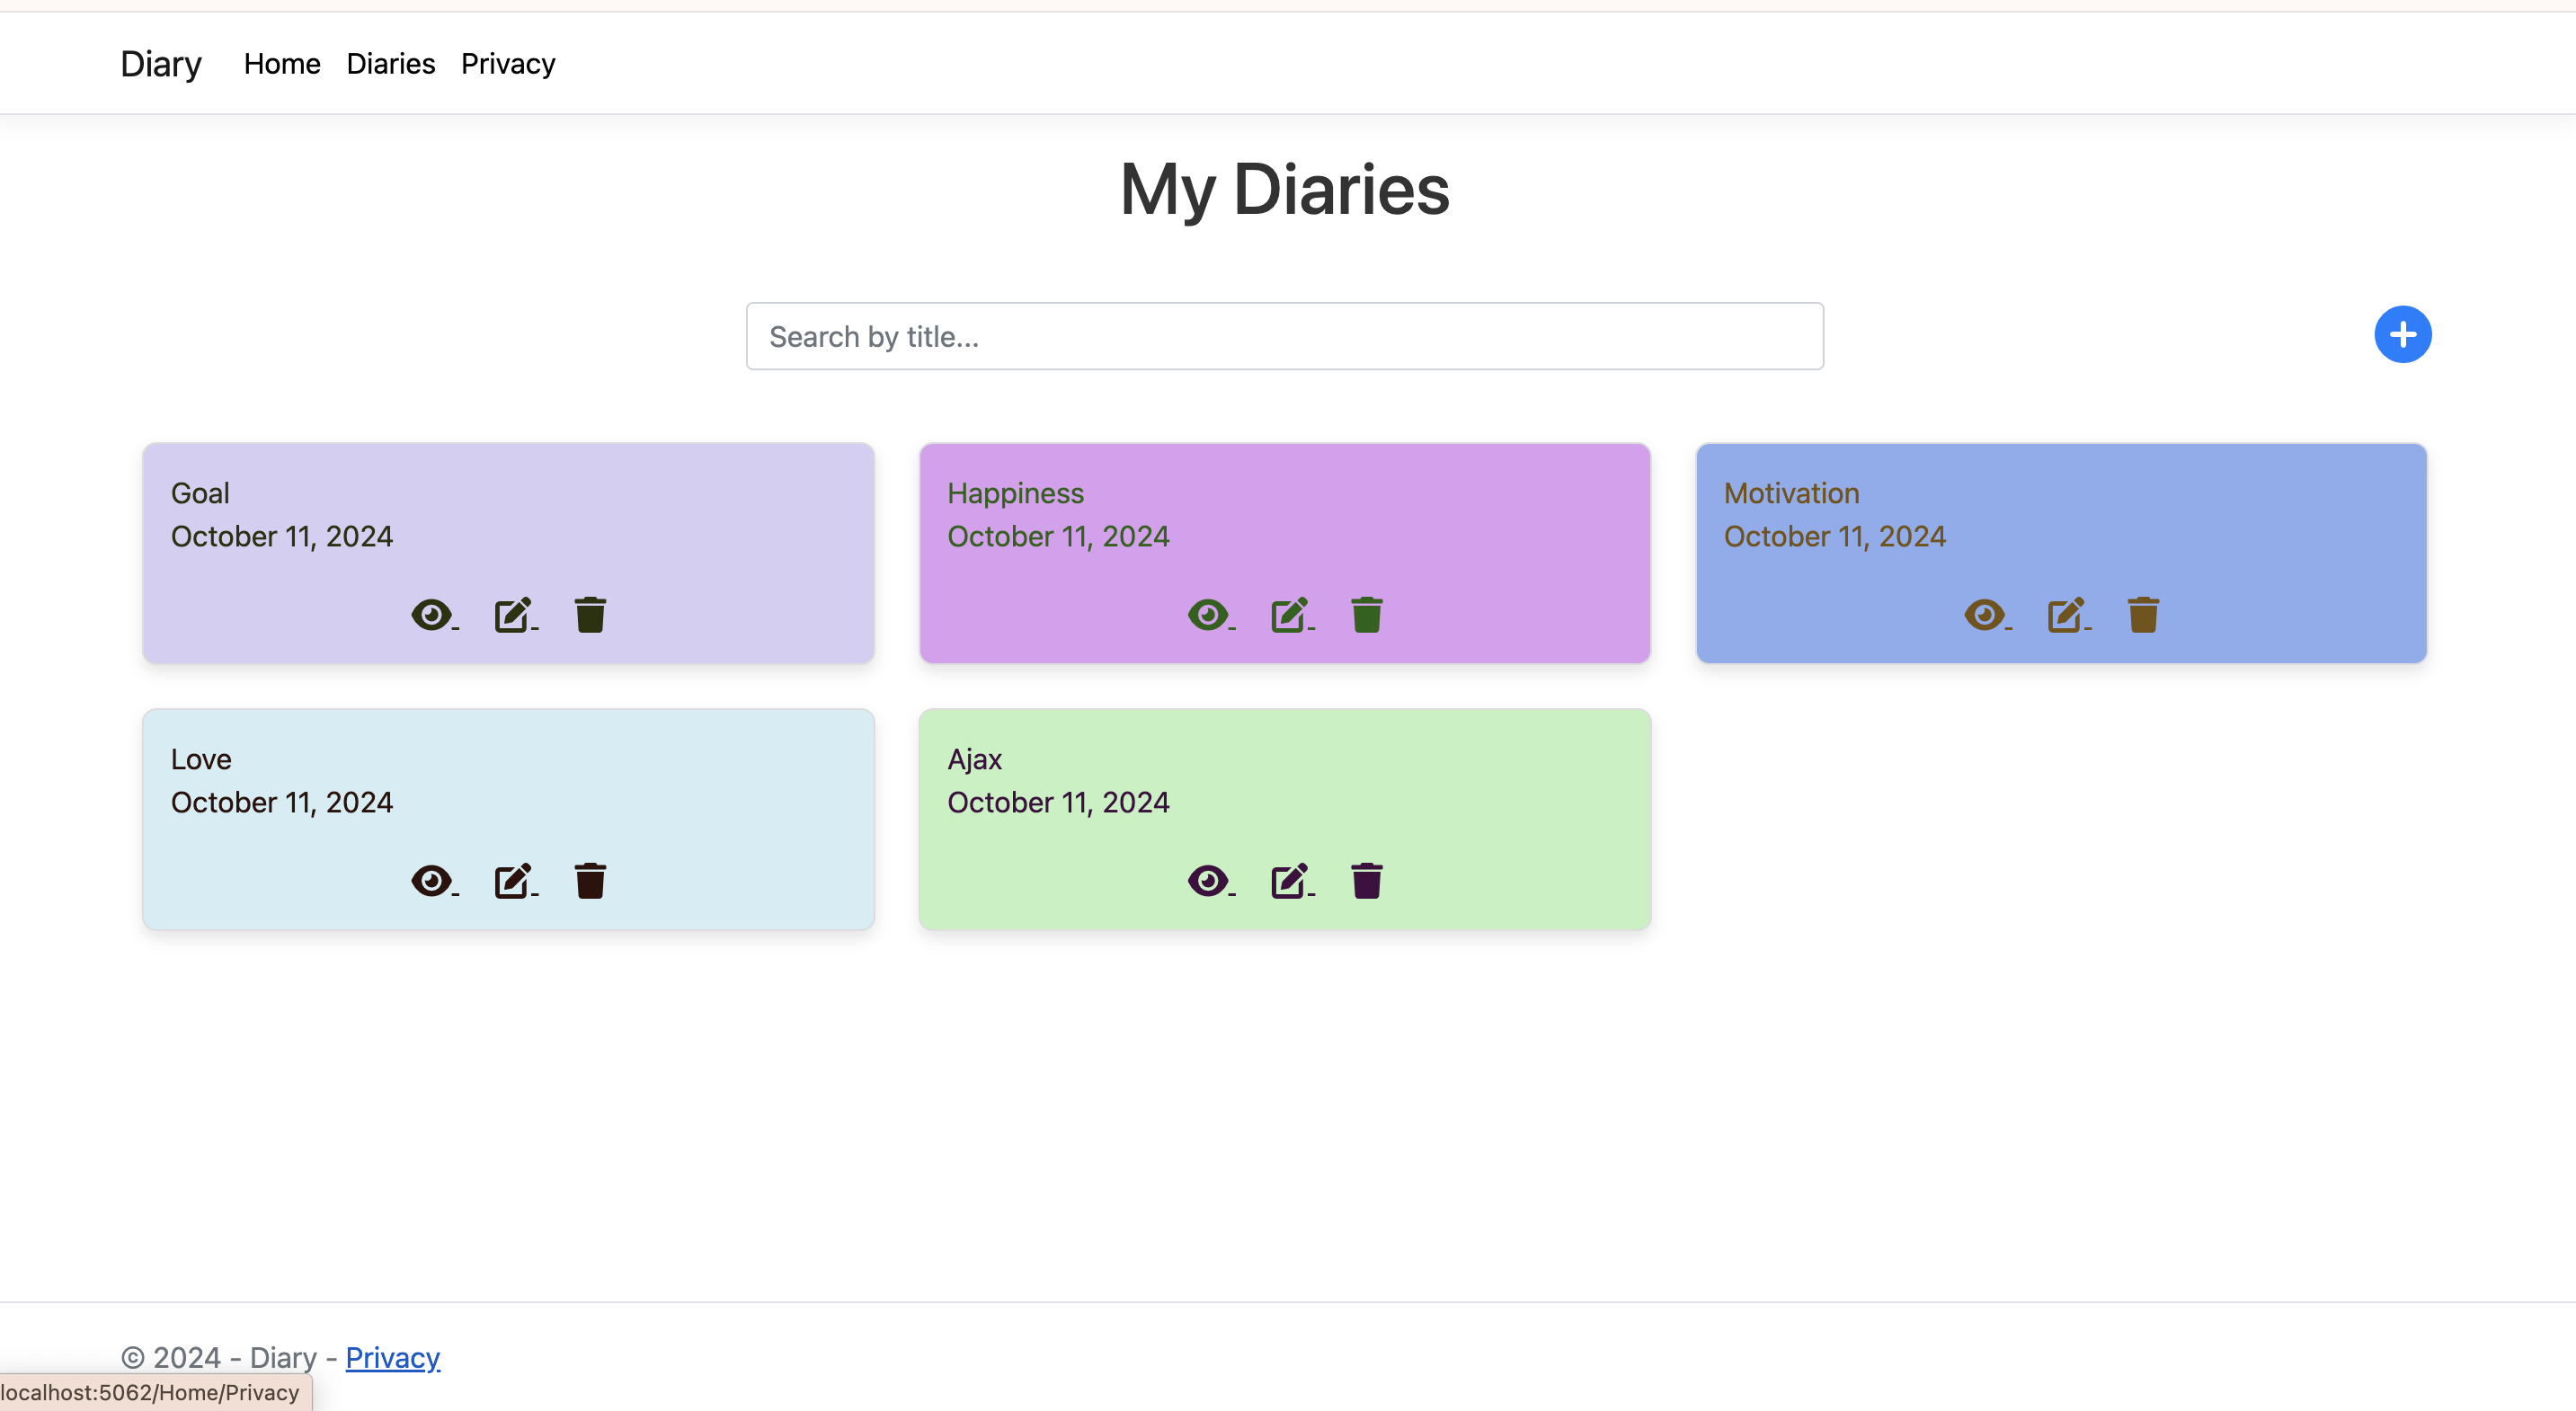 Diary Home Diaries Privacy
My Diaries
Search by title...
Goal
October 11, 2024
Happiness
October 11, 2024
Motivation
October 11, 2024
Love
October 11, 2024
Ajax
October 11, 2024
© 2024 - Diary - Privacy
localhost:5062/Home/Privacy